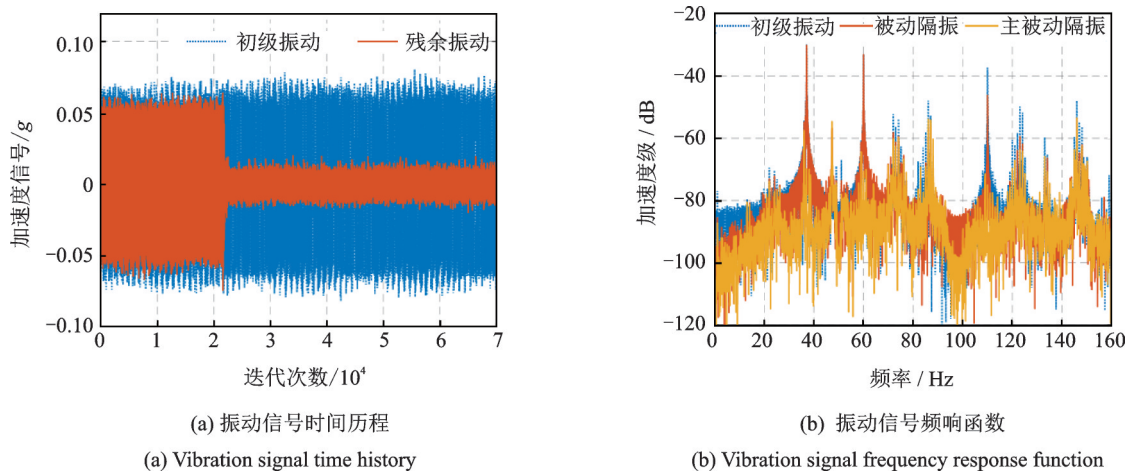 初级振动 残余振动
0.10
0.05
0
−0.05
−0.10
加速度信号/g
0 1 2 3 4 5 6 7
迭代次数/10⁴
(a) 振动信号时间历程
(a) Vibration signal time history
初级振动 被动隔振 主被动隔振
−20
−40
−60
−80
−100
−120
加速度级 / dB
0 20 40 60 80 100 120 140 160
频率 / Hz
(b) 振动信号频响函数
(b) Vibration signal frequency response function